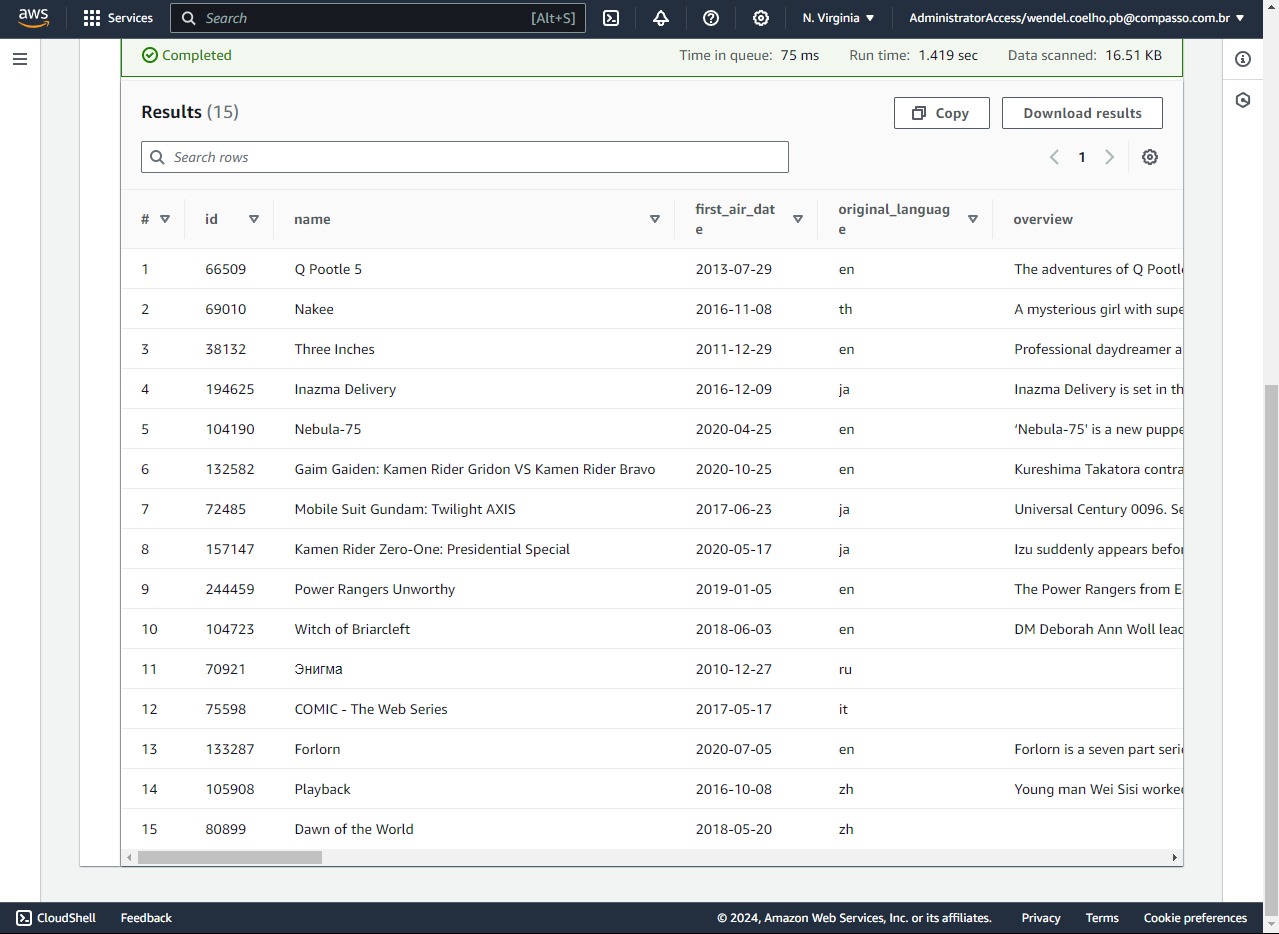 aws Services Search [Alt+S] N. Virginia AdministratorAccess/wendel.coelho.pb@compasso.com.br
Completed Time in queue: 75 ms Run time: 1.419 sec Data scanned: 16.51 KB
Results (15) Copy Download results
Search rows 1
# id name first_air_dat original_languag overview
e e
1 66509 Q Pootle 5 2013-07-29 en The adventures of Q Pootl
2 69010 Nakee 2016-11-08 th A mysterious girl with supe
3 38132 Three Inches 2011-12-29 en Professional daydreamer a
4 194625 Inazma Delivery 2016-12-09 ja Inazma Delivery is set in th
5 104190 Nebula-75 2020-04-25 en ‘Nebula-75’ is a new puppe
6 132582 Gaim Gaiden: Kamen Rider Gridon VS Kamen Rider Bravo 2020-10-25 en Kureshima Takatora contra
7 72485 Mobile Suit Gundam: Twilight AXIS 2017-06-23 ja Universal Century 0096. Se
8 157147 Kamen Rider Zero-One: Presidential Special 2020-05-17 ja Izu suddenly appears befor
9 244459 Power Rangers Unworthy 2019-01-05 en The Power Rangers from E
10 104723 Witch of Briarcleft 2018-06-03 en DM Deborah Ann Woll lead
11 70921 Энигма 2010-12-27 ru
12 75598 COMIC - The Web Series 2017-05-17 it
13 133287 Forlorn 2020-07-05 en Forlorn is a seven part serie
14 105908 Playback 2016-10-08 zh Young man Wei Sisi worked
15 80899 Dawn of the World 2018-05-20 zh
CloudShell Feedback © 2024, Amazon Web Services, Inc. or its affiliates. Privacy Terms Cookie preferences